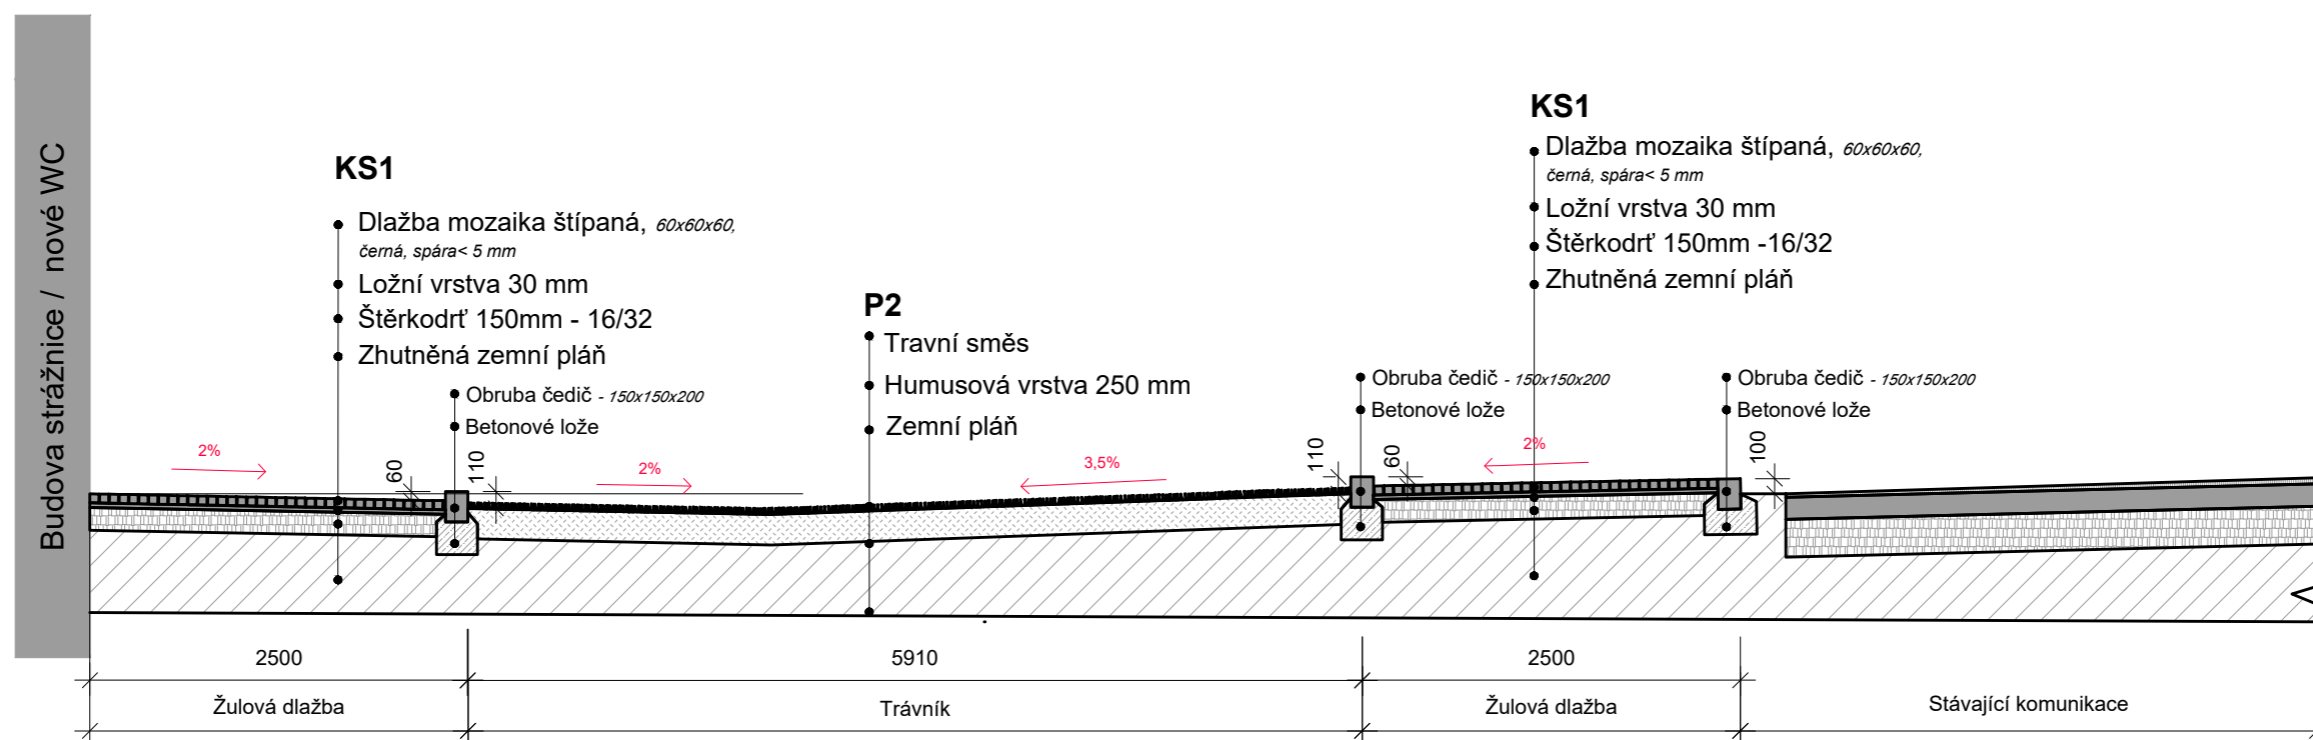 Budova strážnice / nové WC
KS1
Dlažba mozaika štípaná, 60x60x60,
černá, spára< 5 mm
Ložní vrstva 30 mm
Štěrkodrť 150mm - 16/32
Zhutněná zemní pláň
Obruba čedič - 150x150x200
Betonové lože
P2
Travní směs
Humusová vrstva 250 mm
Zemní pláň
KS1
Dlažba mozaika štípaná, 60x60x60,
černá, spára< 5 mm
Ložní vrstva 30 mm
Štěrkodrť 150mm -16/32
Zhutněná zemní pláň
Obruba čedič - 150x150x200
Betonové lože
Obruba čedič - 150x150x200
Betonové lože
2%
60
110
2%
3,5%
110
60
2%
100
2500
5910
2500
Žulová dlažba
Trávník
Žulová dlažba
Stávající komunikace